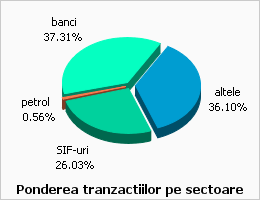 banci
37.31%
altele
36.10%
petrol
0.56%
SIF-uri
26.03%
Ponderea tranzactiilor pe sectoare